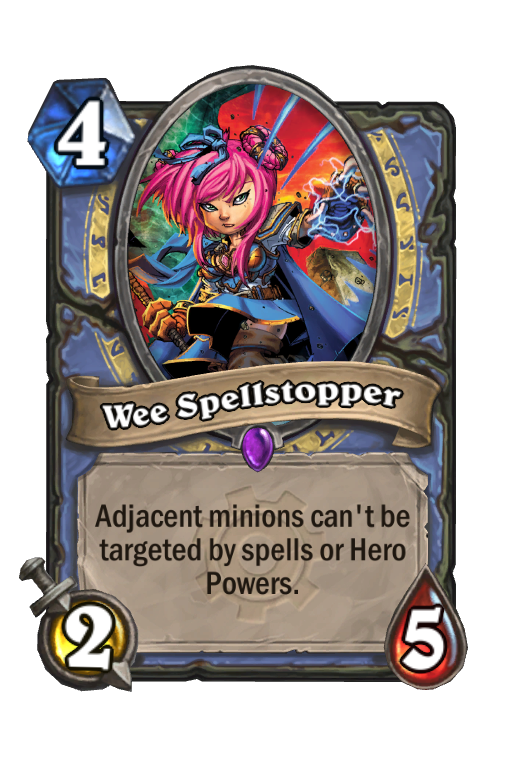 4
Wee Spellstopper
Adjacent minions can't be
targeted by spells or Hero
Powers.
2
5